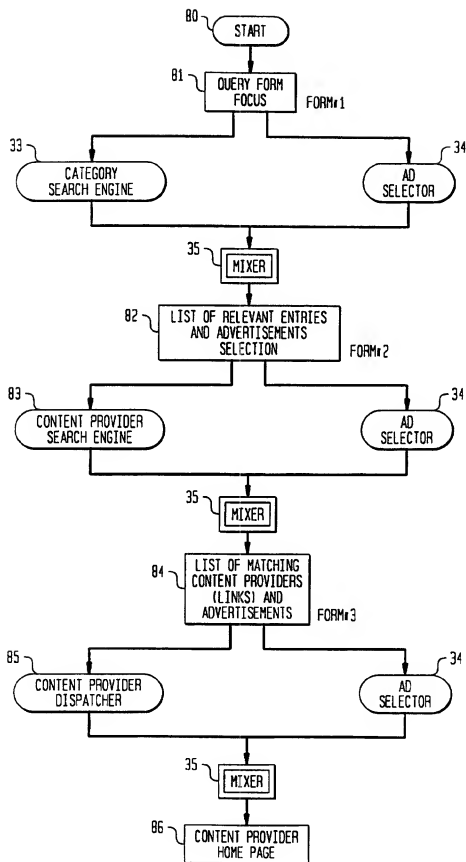 80
START
81
QUERY FORM
FOCUS
FORM#1
33
CATEGORY
SEARCH ENGINE
34
AD
SELECTOR
35
MIXER
82
LIST OF RELEVANT ENTRIES
AND ADVERTISEMENTS
SELECTION
FORM#2
83
CONTENT PROVIDER
SEARCH ENGINE
34
AD
SELECTOR
35
MIXER
84
LIST OF MATCHING
CONTENT PROVIDERS
(LINKS) AND
ADVERTISEMENTS
FORM#3
85
CONTENT PROVIDER
DISPATCHER
34
AD
SELECTOR
35
MIXER
86
CONTENT PROVIDER
HOME PAGE